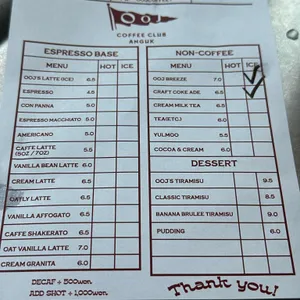 OOJ
COFFEE CLUB
ANGUK
ESPRESSO BASE
MENU HOT ICE
OOJ'S LATTE (ICE) 6.5
ESPRESSO 4.5
CON PANNA 5.0
ESPRESSO MACCHIATO 5.0
AMERICANO 5.0
CAFFE LATTE 5.5
(5OZ / 7OZ)
VANILLA BEAN LATTE 6.0
CREAM LATTE 6.5
OATLY LATTE 6.5
VANILLA AFFOGATO 6.5
CAFFE SHAKERATO 6.5
OAT VANILLA LATTE 7.0
CREAM GRANITA 6.0
DECAF + 500won
ADD SHOT + 1,000won
NON-COFFEE
MENU HOT ICE
OOJ BREEZE 7.0
CRAFT COKE ADE 6.5
CREAM MILK TEA 6.5
TEA(ETC.) 6.0
YULMOO 5.5
COCOA & CREAM 6.0
DESSERT
OOJ'S TIRAMISU 9.5
CLASSIC TIRAMISU 8.5
BANANA BRULEE TIRAMISU 9.0
PUDDING 6.0
Thank you!